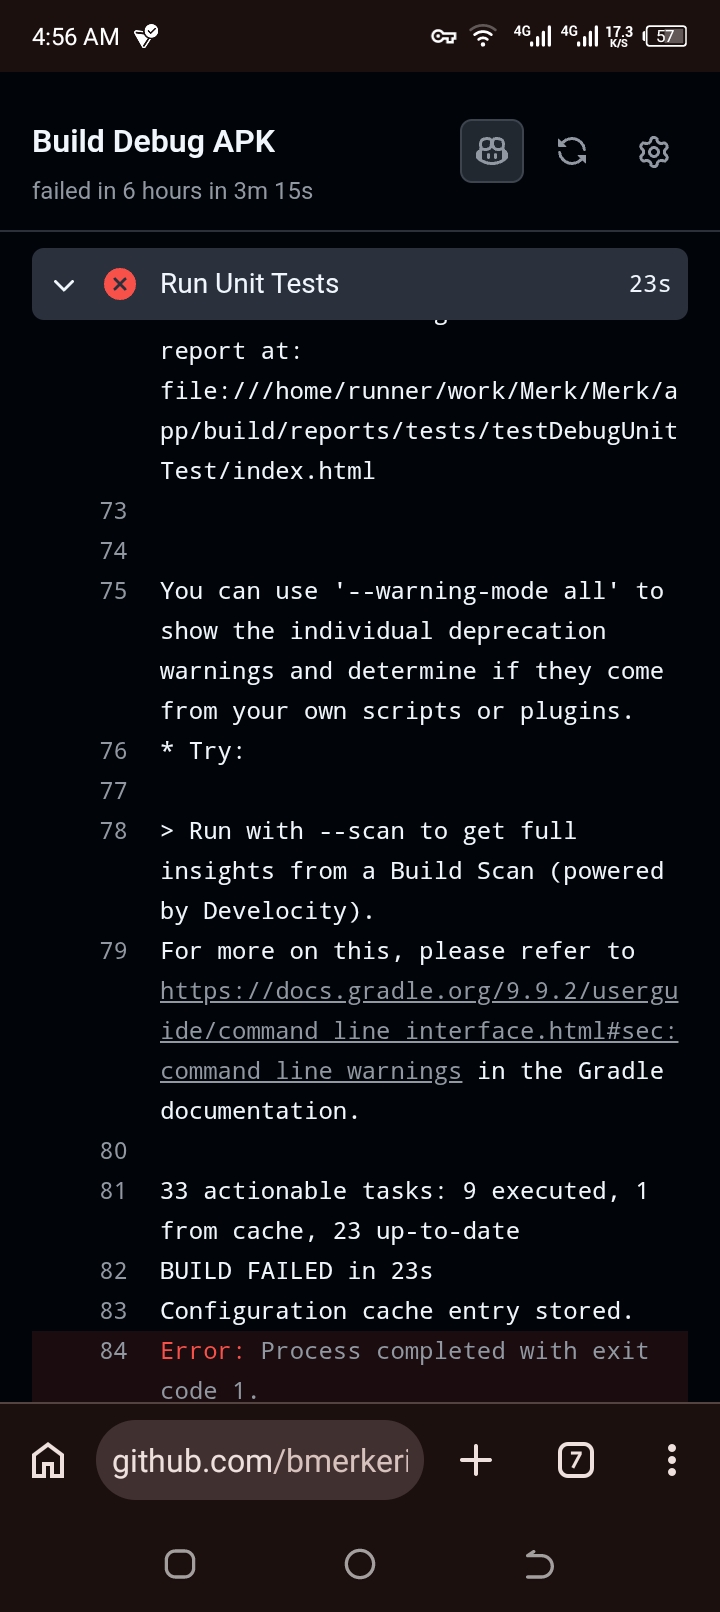 4:56 AM
4G 4G 17.3 K/S 57
Build Debug APK
failed in 6 hours in 3m 15s
Run Unit Tests 23s
report at:
file:///home/runner/work/Merk/Merk/a
pp/build/reports/tests/testDebugUnit
Test/index.html
73
74
75 You can use '--warning-mode all' to
show the individual deprecation
warnings and determine if they come
from your own scripts or plugins.
76 * Try:
77
78 > Run with --scan to get full
insights from a Build Scan (powered
by Develocity).
79 For more on this, please refer to
https://docs.gradle.org/9.9.2/usergu
ide/command_line_interface.html#sec:
command_line_warnings in the Gradle
documentation.
80
81 33 actionable tasks: 9 executed, 1
from cache, 23 up-to-date
82 BUILD FAILED in 23s
83 Configuration cache entry stored.
84 Error: Process completed with exit
code 1.
github.com/bmerkeri
7